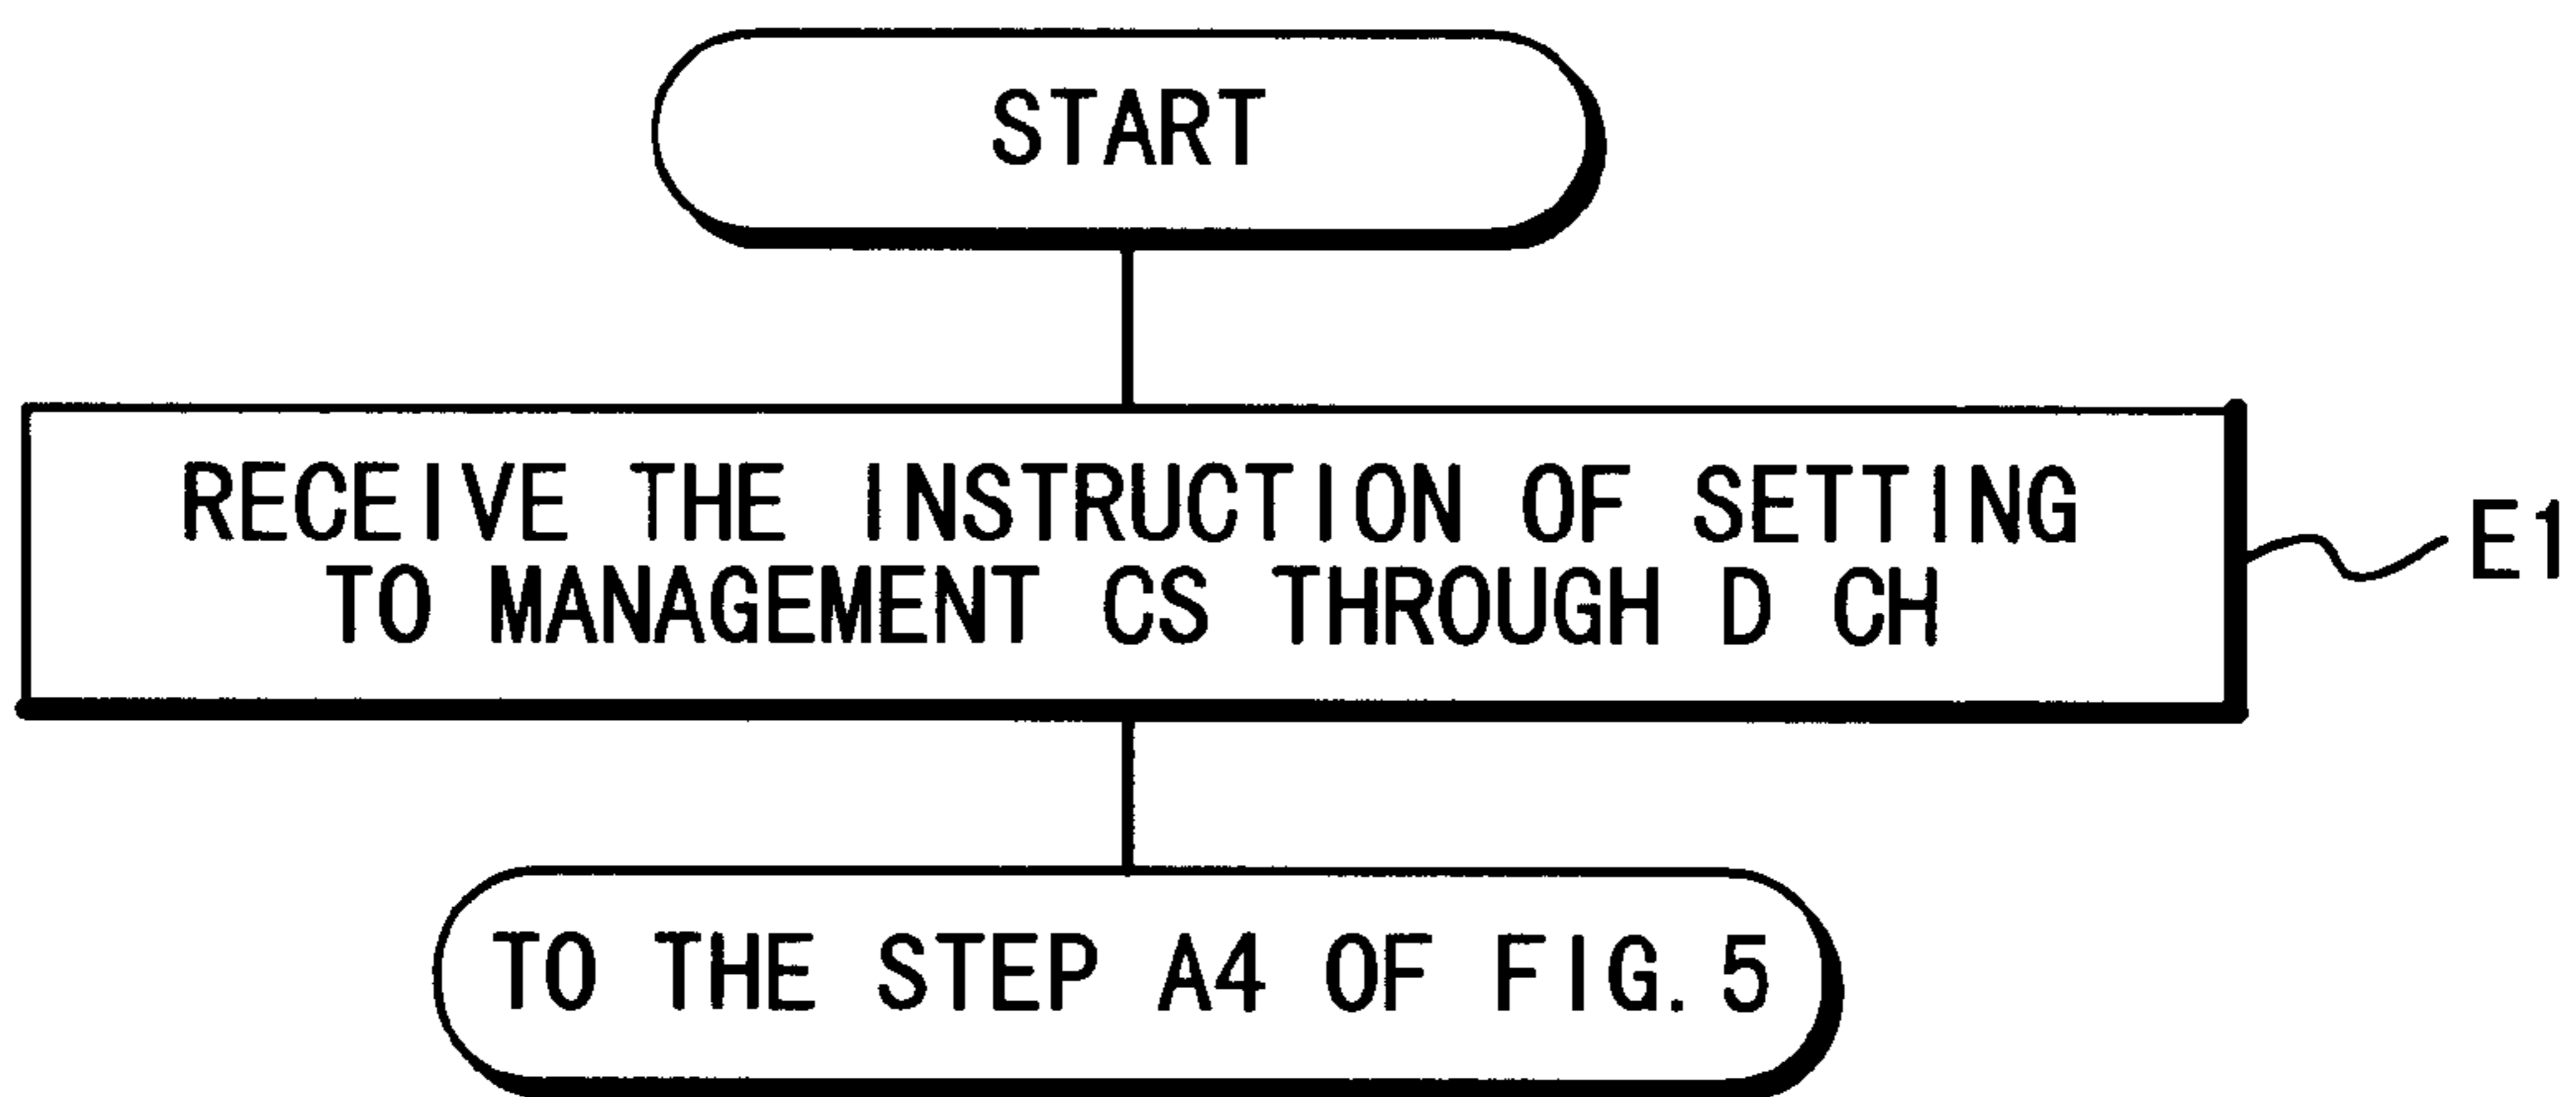 START
RECEIVE THE INSTRUCTION OF SETTING
TO MANAGEMENT CS THROUGH D CH
E1
TO THE STEP A4 OF FIG. 5